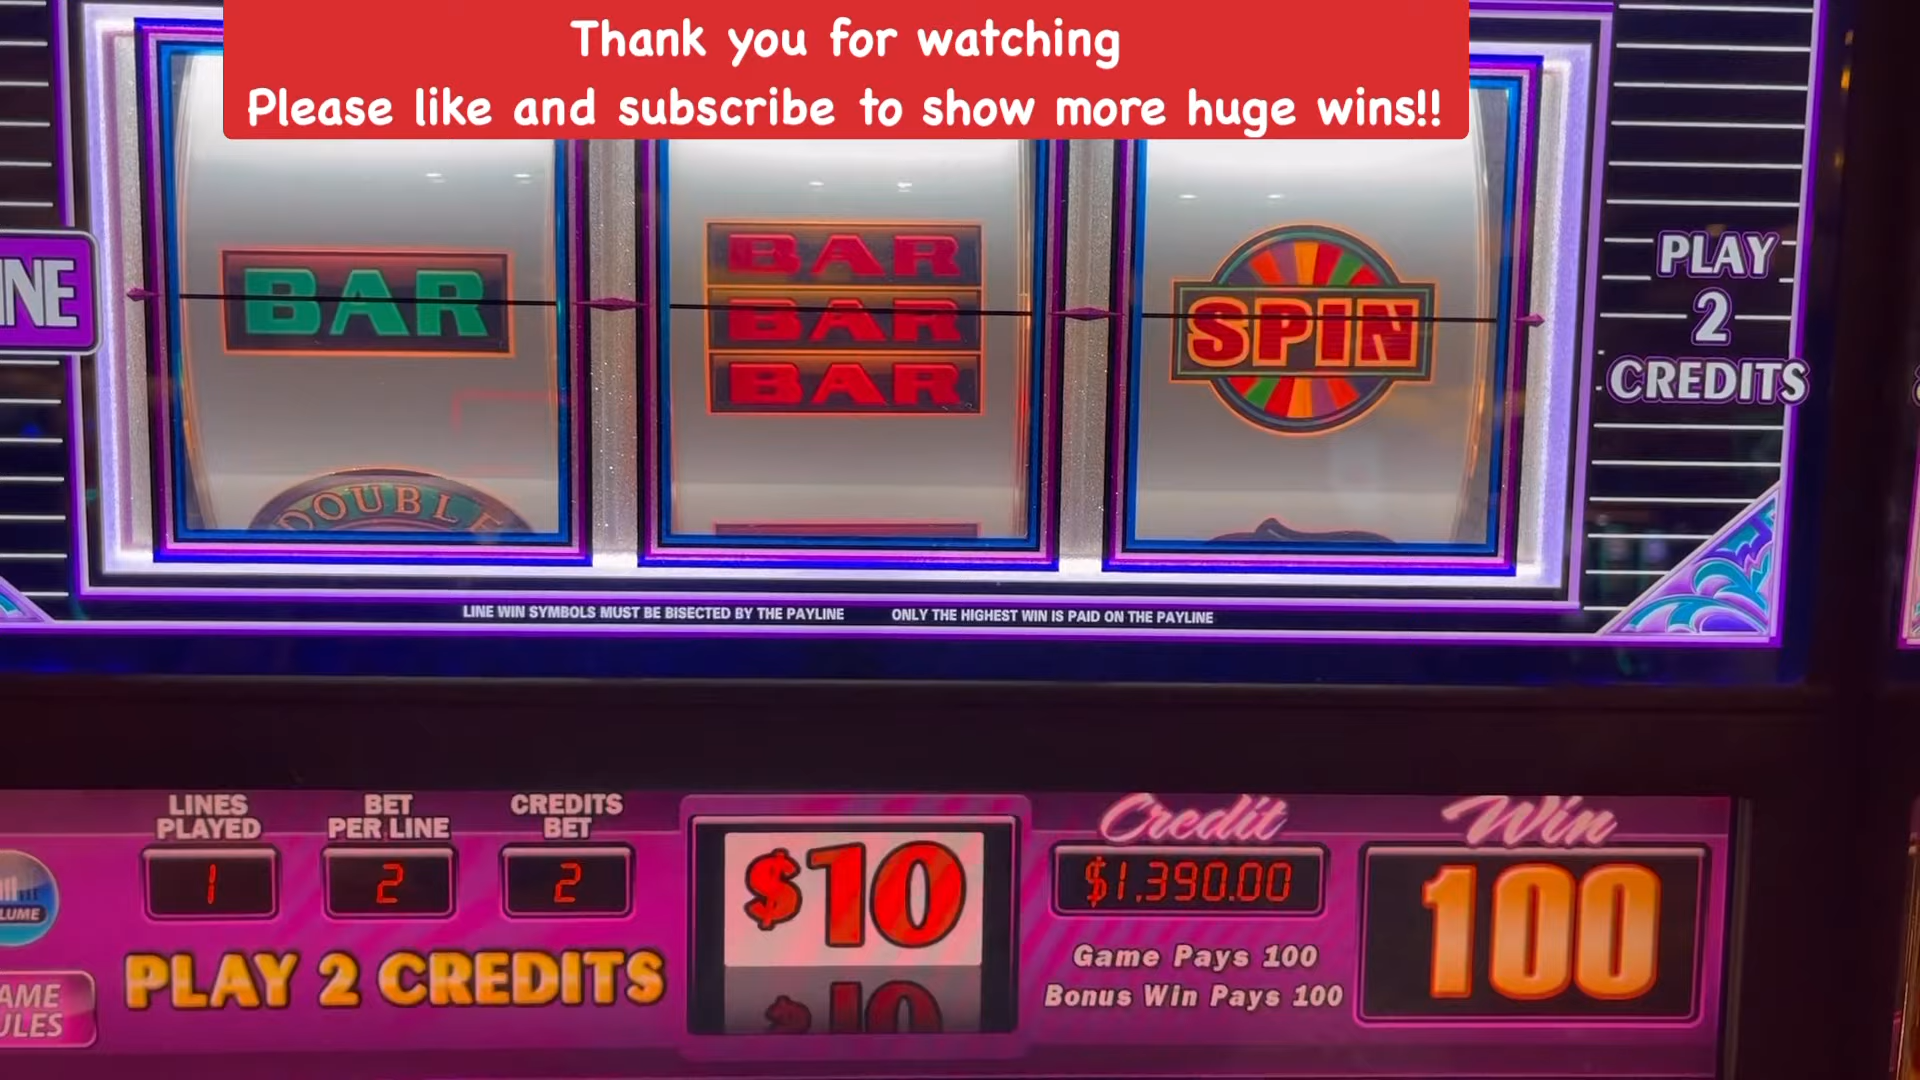 Thank you for watching
Please like and subscribe to show more huge wins!!
BAR
BAR
BAR
BAR
SPIN
DOUBLE
INE
PLAY
2
CREDITS
LINE WIN SYMBOLS MUST BE BISECTED BY THE PAYLINE
ONLY THE HIGHEST WIN IS PAID ON THE PAYLINE
LINES
PLAYED
BET
PER LINE
CREDITS
BET
Credit
Win
1
2
2
$10
$1,390.00
100
LUME
PLAY 2 CREDITS
Game Pays 100
Bonus Win Pays 100
AME
ULES
$10